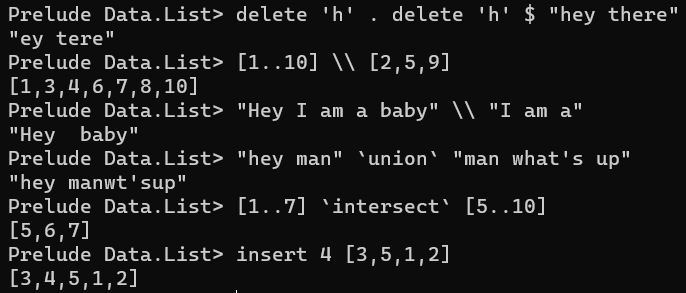 Prelude Data.List> delete 'h' . delete 'h' $ "hey there"
"ey tere"
Prelude Data.List> [1..10] \\ [2,5,9]
[1,3,4,6,7,8,10]
Prelude Data.List> "Hey I am a baby" \\ "I am a"
"Hey  baby"
Prelude Data.List> "hey man" `union` "man what's up"
"hey manwt'sup"
Prelude Data.List> [1..7] `intersect` [5..10]
[5,6,7]
Prelude Data.List> insert 4 [3,5,1,2]
[3,4,5,1,2]